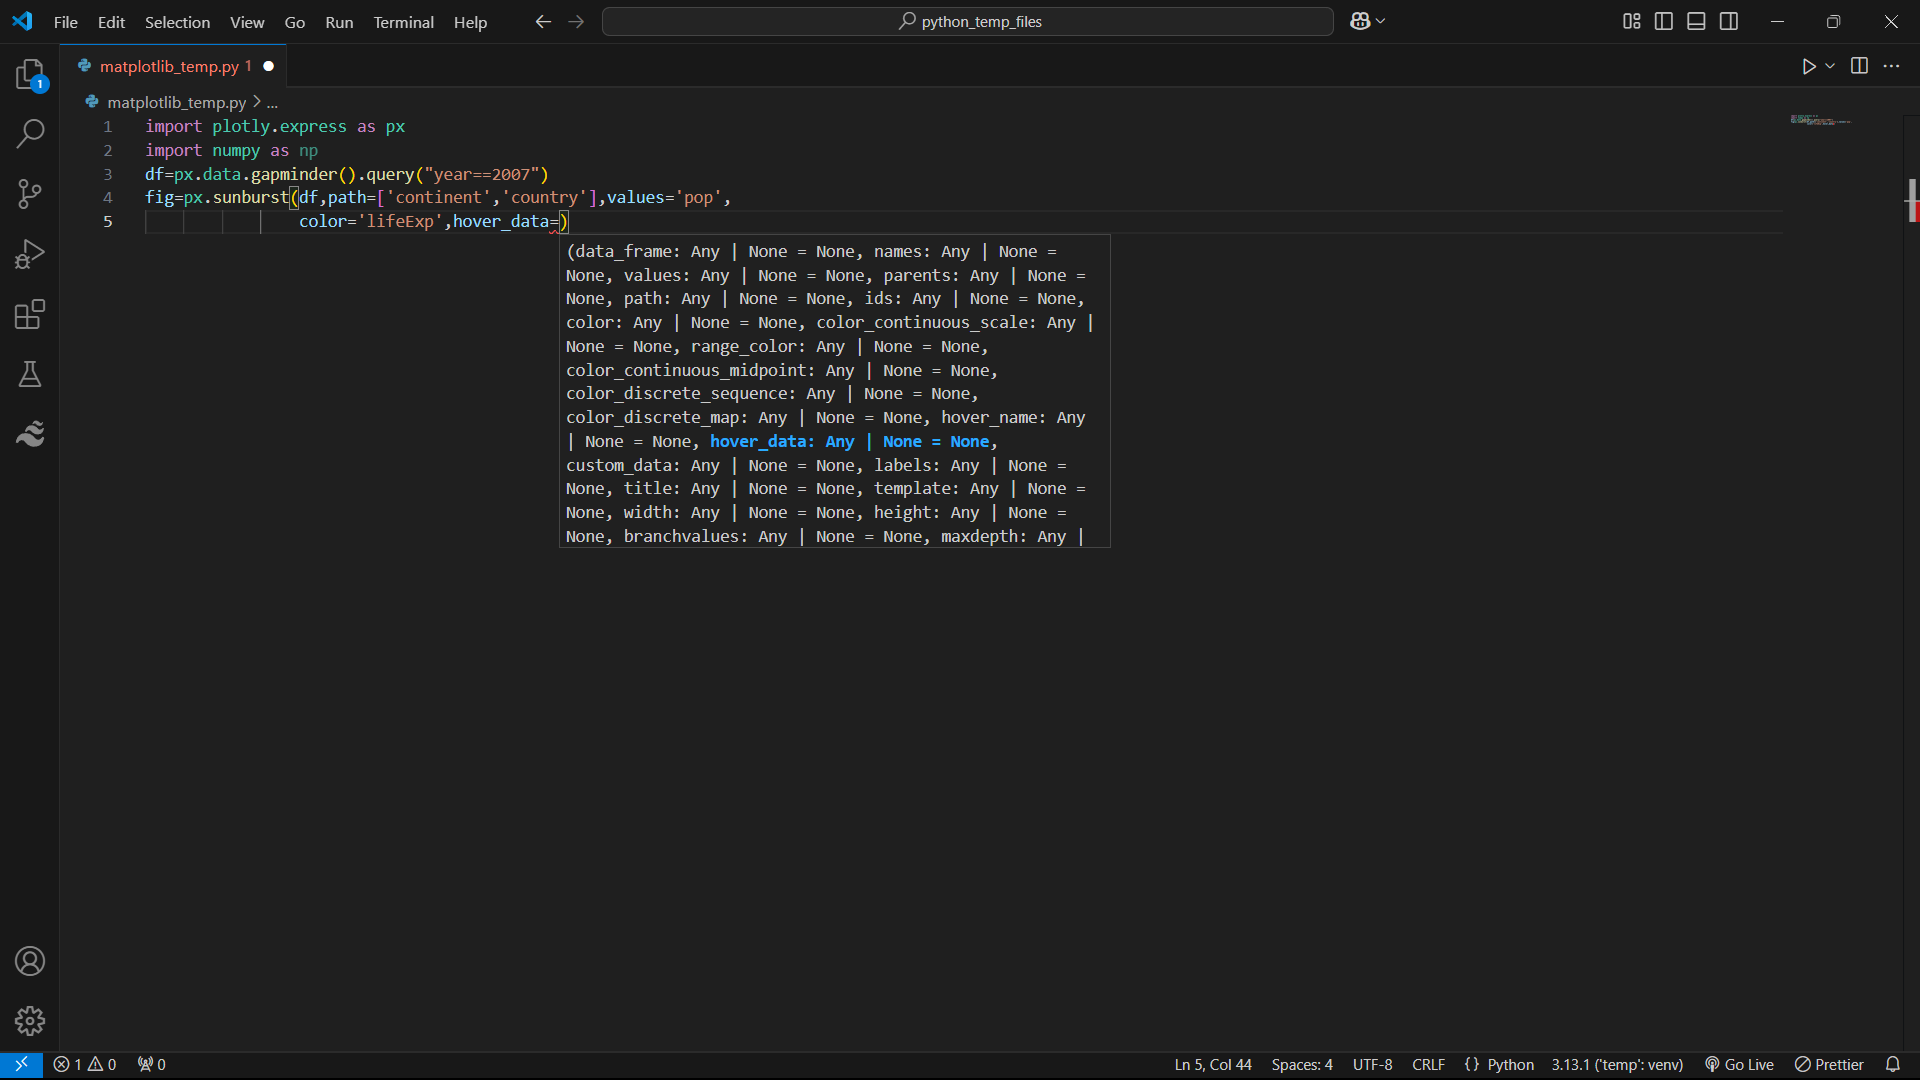 File Edit Selection View Go Run Terminal Help
python_temp_files
1
matplotlib_temp.py 1
matplotlib_temp.py > ...
1 import plotly.express as px
2 import numpy as np
3 df=px.data.gapminder().query("year==2007")
4 fig=px.sunburst(df,path=['continent','country'],values='pop',
5 color='lifeExp',hover_data=)
(data_frame: Any | None = None, names: Any | None =
None, values: Any | None = None, parents: Any | None =
None, path: Any | None = None, ids: Any | None = None,
color: Any | None = None, color_continuous_scale: Any |
None = None, range_color: Any | None = None,
color_continuous_midpoint: Any | None = None,
color_discrete_sequence: Any | None = None,
color_discrete_map: Any | None = None, hover_name: Any
| None = None, hover_data: Any | None = None,
custom_data: Any | None = None, labels: Any | None =
None, title: Any | None = None, template: Any | None =
None, width: Any | None = None, height: Any | None =
None, branchvalues: Any | None = None, maxdepth: Any |
1 0 0 Ln 5, Col 44 Spaces: 4 UTF-8 CRLF {} Python 3.13.1 ('temp': venv) Go Live Prettier